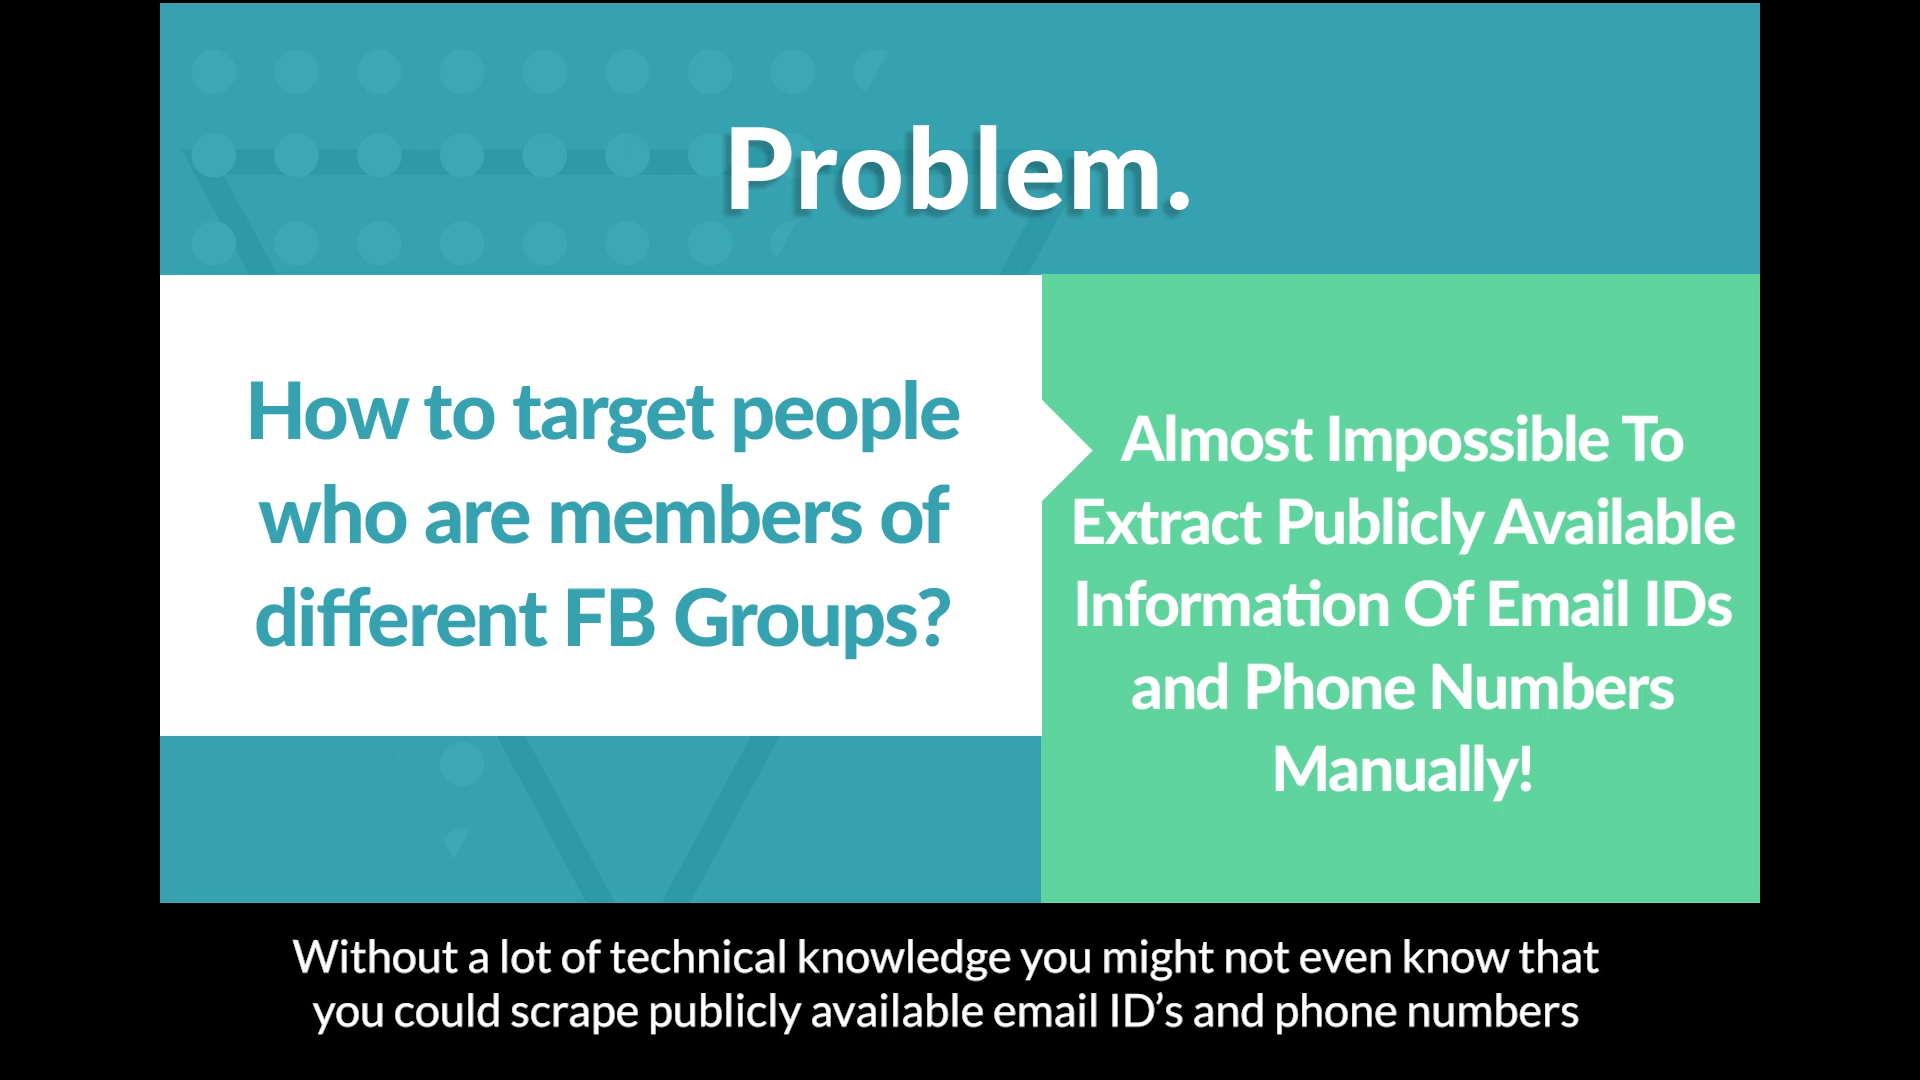 Problem.
How to target people
who are members of
different FB Groups?
Almost Impossible To
Extract Publicly Available
Information Of Email IDs
and Phone Numbers
Manually!
Without a lot of technical knowledge you might not even know that
you could scrape publicly available email ID’s and phone numbers